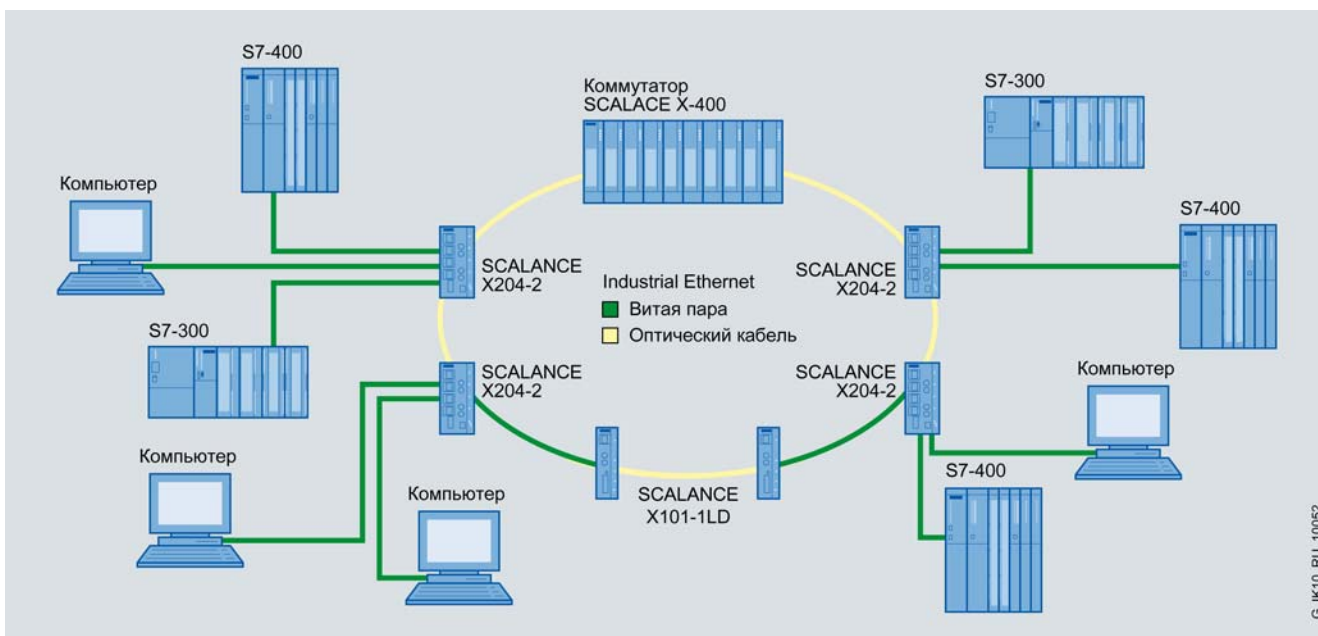 S7-400
Коммутатор
SCALACE X-400
S7-300
Компьютер
S7-400
SCALANCE
X204-2
Industrial Ethernet
Витая пара
Оптический кабель
SCALANCE
X204-2
S7-300
SCALANCE
X204-2
SCALANCE
X204-2
Компьютер
Компьютер
Компьютер
SCALANCE
X101-1LD
S7-400
G_IK10_RU_10052